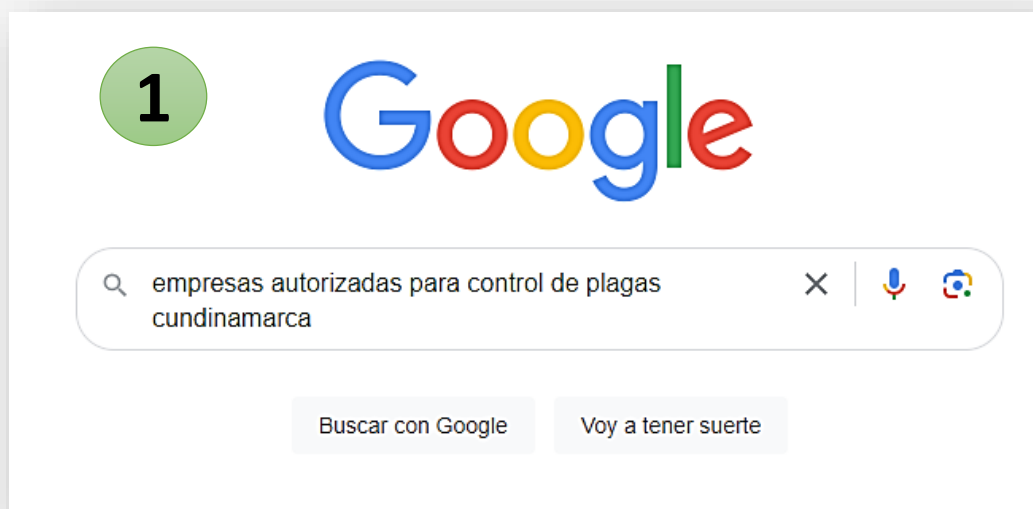 1
Google
empresas autorizadas para control de plagas
cundinamarca
Buscar con Google
Voy a tener suerte